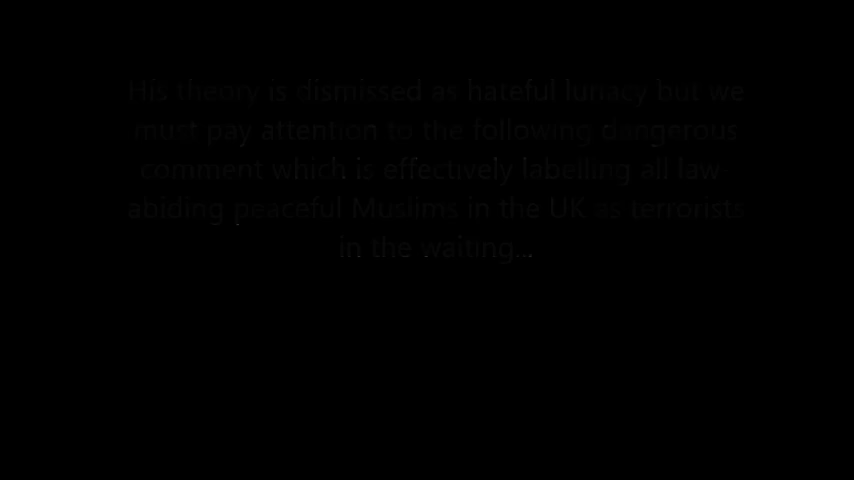 His theory is dismissed as hateful lunacy but we
must pay attention to the following dangerous
comment which is effectively labelling all law-
abiding peaceful Muslims in the UK as terrorists
in the waiting...